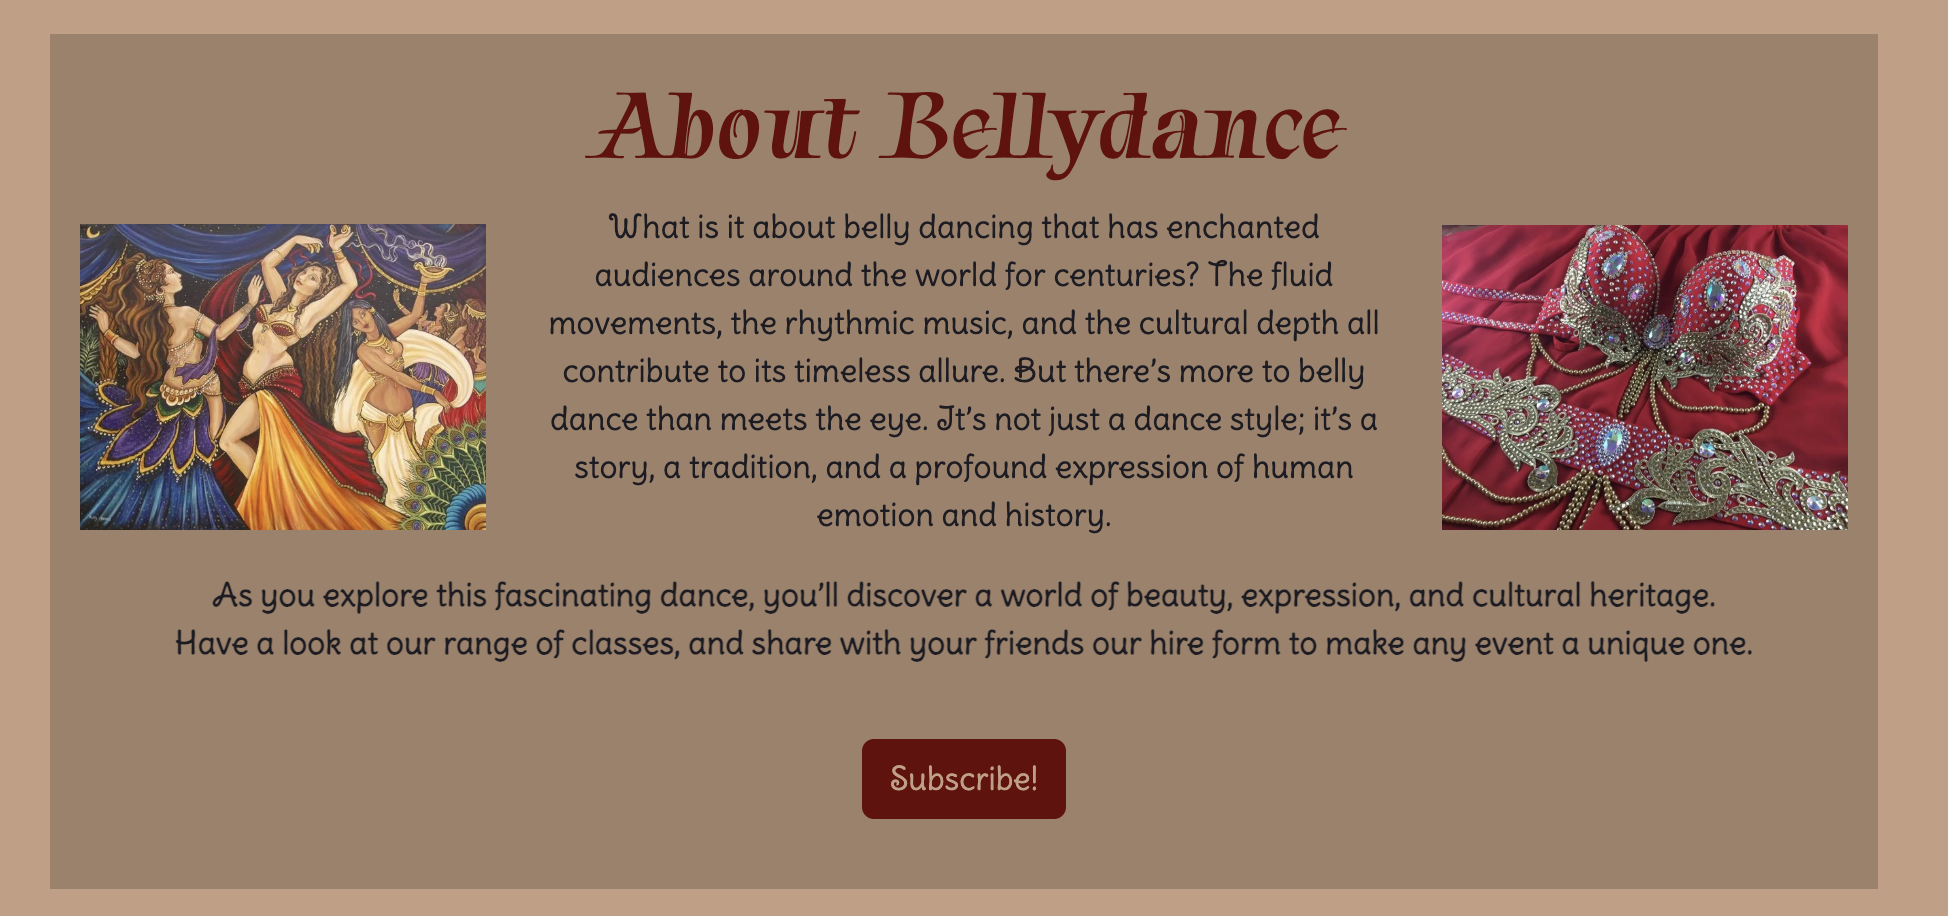 About Bellydance
What is it about belly dancing that has enchanted
audiences around the world for centuries? The fluid
movements, the rhythmic music, and the cultural depth all
contribute to its timeless allure. But there’s more to belly
dance than meets the eye. It’s not just a dance style; it’s a
story, a tradition, and a profound expression of human
emotion and history.
As you explore this fascinating dance, you’ll discover a world of beauty, expression, and cultural heritage.
Have a look at our range of classes, and share with your friends our hire form to make any event a unique one.
Subscribe!